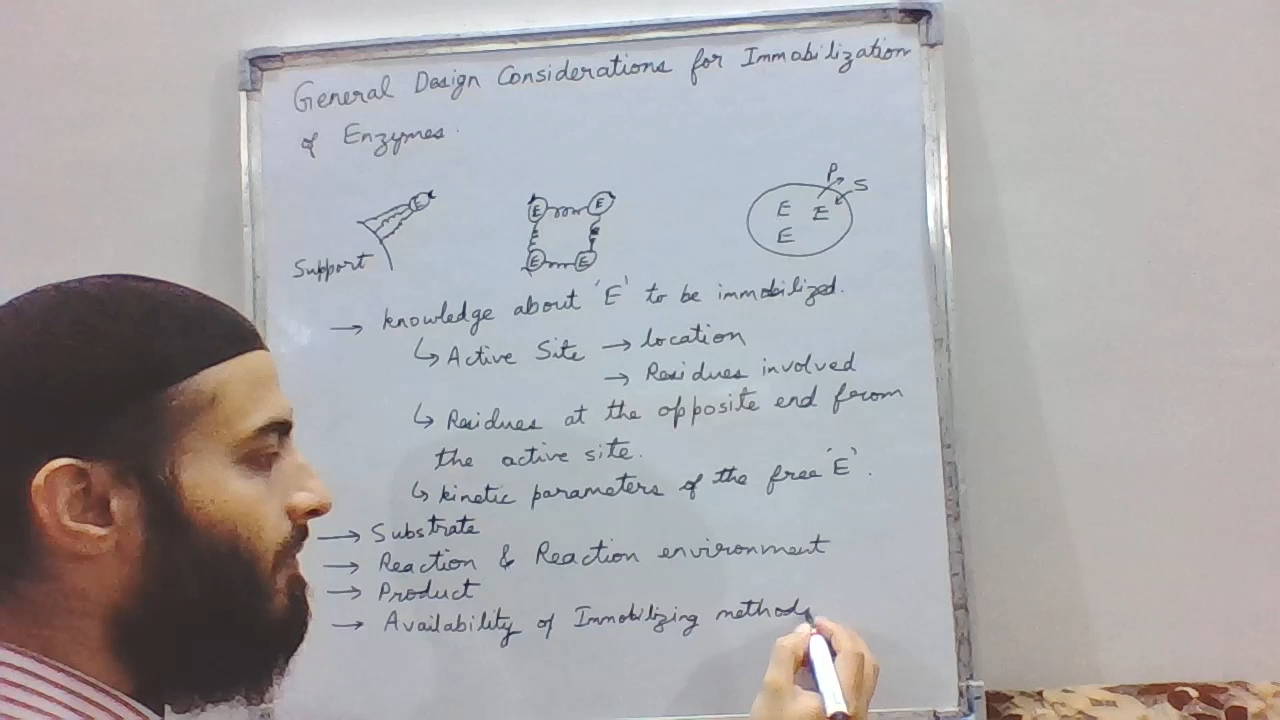 General Design Considerations for Immobilization
of Enzymes.
P
S
E
E E
E E
E E
E
Support
→ knowledge about 'E' to be immobilized.
↳ Active Site → location
→ Residues involved
↳ Residues at the opposite end from
the active site.
↳ kinetic parameters of the free 'E'.
→ Substrate
→ Reaction & Reaction environment
→ Product
→ Availability of Immobilizing methods